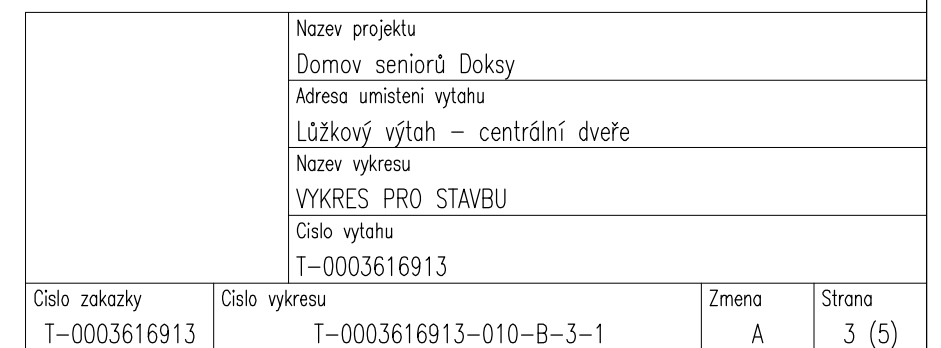 Nazev projektu
Domov seniorů Doksy
Adresa umisteni vytahu
Lůžkový výtah – centrální dveře
Nazev vykresu
VYKRES PRO STAVBU
Cislo vytahu
T-0003616913
Cislo zakazky Cislo vykresu Zmena Strana
T-0003616913 T-0003616913-010-B-3-1 A 3 (5)